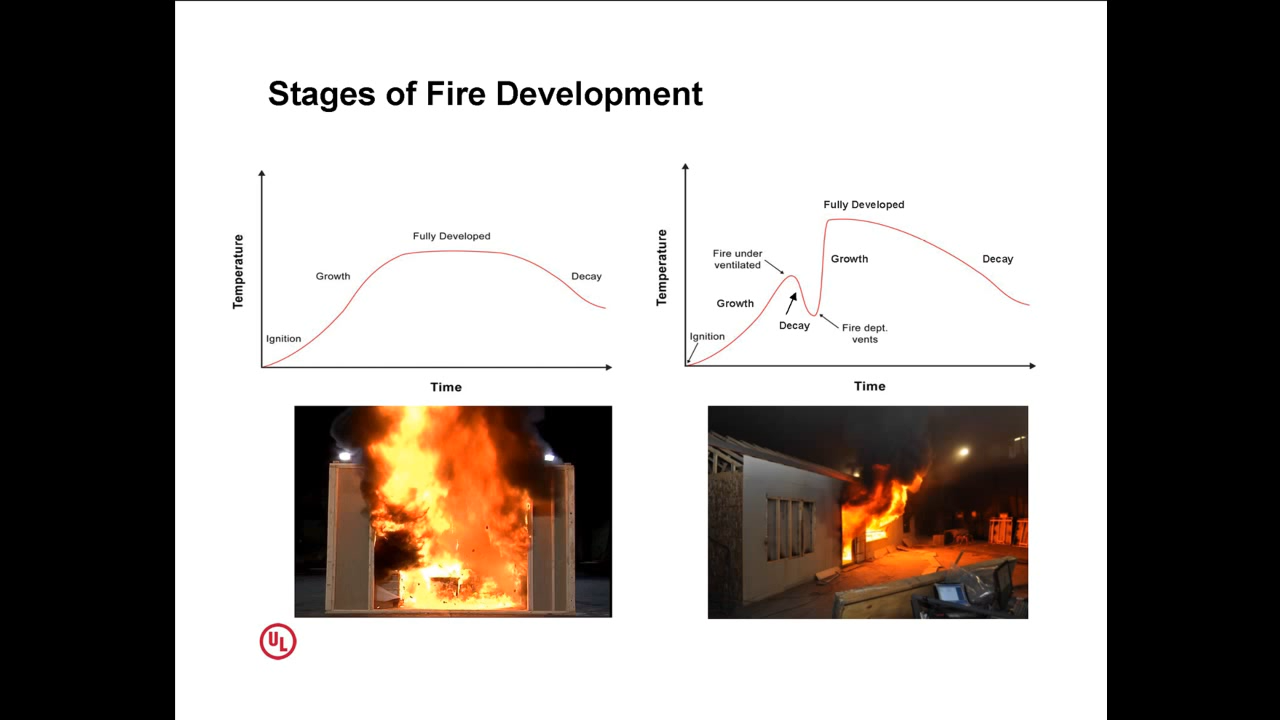 Stages of Fire Development
Temperature
Ignition
Growth
Fully Developed
Decay
Time
Temperature
Ignition
Growth
Fire under
ventilated
Decay
Fire dept.
vents
Growth
Fully Developed
Decay
Time
UL